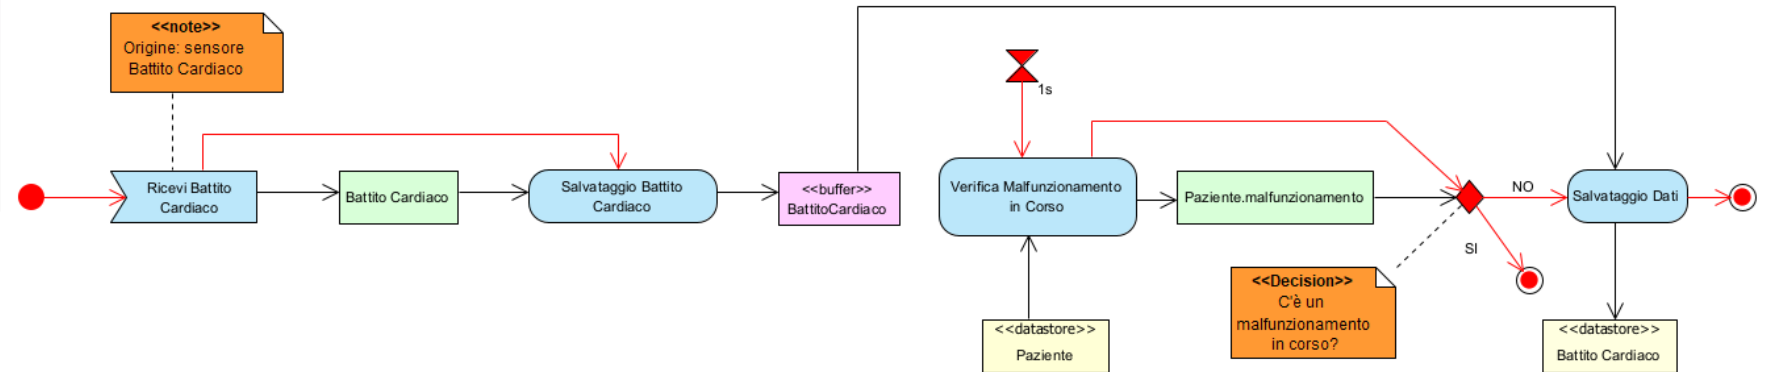 <<note>>
Origine: sensore
Battito Cardiaco
Ricevi Battito
Cardiaco
Battito Cardiaco
Salvataggio Battito
Cardiaco
<<buffer>>
BattitoCardiaco
1s
Verifica Malfunzionamento
in Corso
Paziente.malfunzionamento
NO
SI
Salvataggio Dati
<<Decision>>
C'è un
malfunzionamento
in corso?
<<datastore>>
Paziente
<<datastore>>
Battito Cardiaco